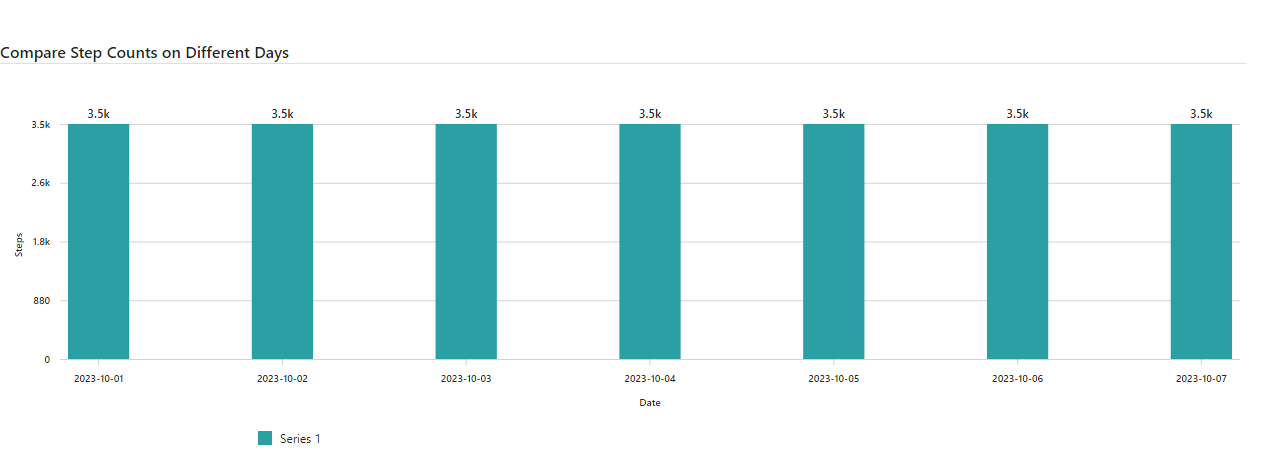 Compare Step Counts on Different Days
3.5k 3.5k 3.5k 3.5k 3.5k 3.5k 3.5k
3.5k
2.6k
1.8k
880
0
Steps
2023-10-01 2023-10-02 2023-10-03 2023-10-04 2023-10-05 2023-10-06 2023-10-07
Date
Series 1